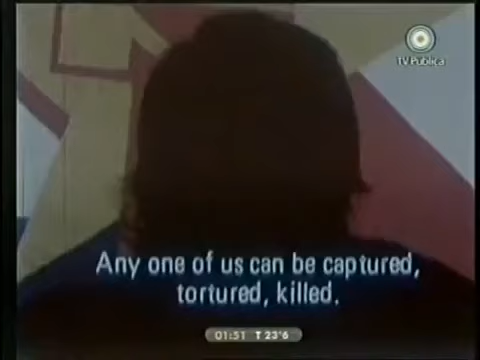 TV Pública
Any one of us can be captured,
tortured, killed.
01:51 T 23'6